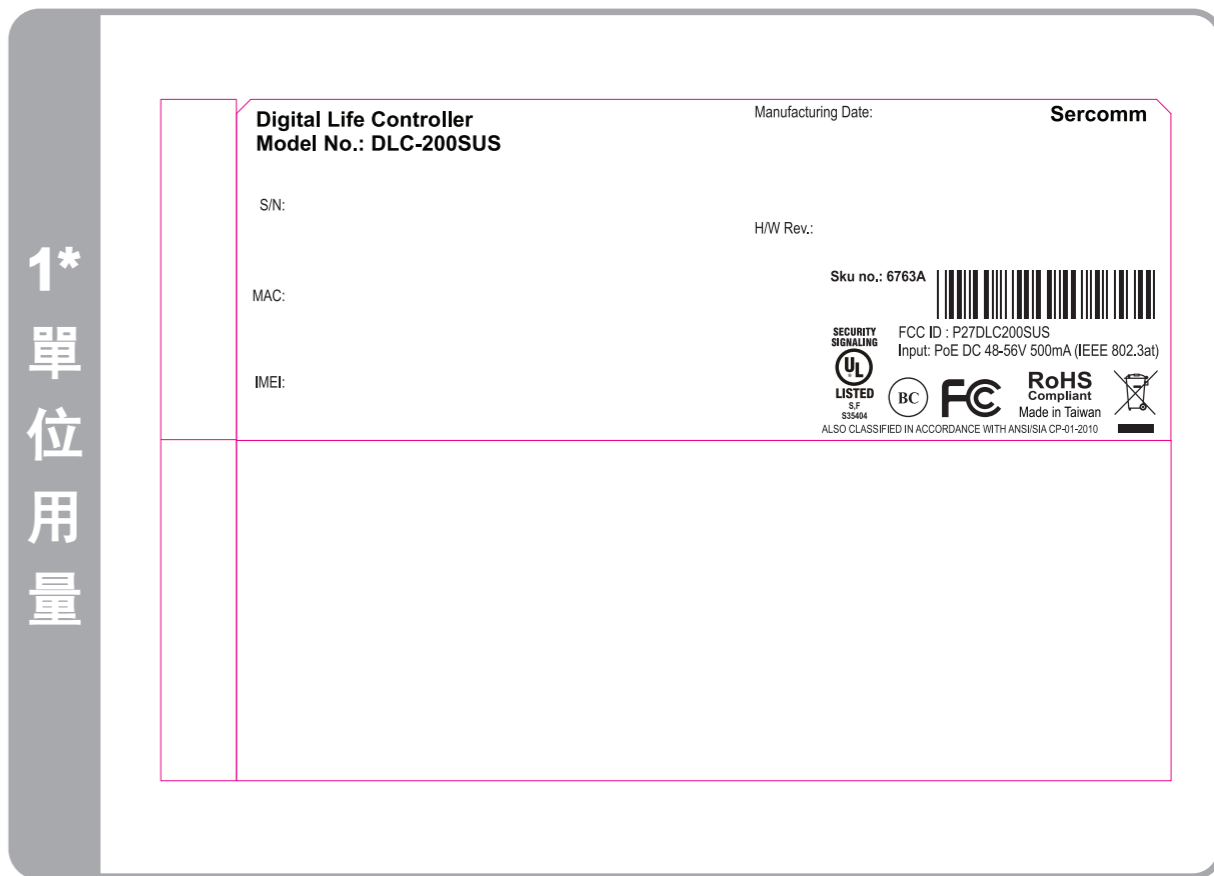 1*
單
位
用
量
Digital Life Controller
Model No.: DLC-200SUS
Manufacturing Date:
Sercomm
S/N:
H/W Rev.:
MAC:
Sku no.: 6763A
SECURITY
SIGNALING
UL
®
LISTED
S,F
S35404
FCC ID : P27DLC200SUS
Input: PoE DC 48-56V 500mA (IEEE 802.3at)
IMEI:
BC
FC
RoHS
Compliant
Made in Taiwan
ALSO CLASSIFIED IN ACCORDANCE WITH ANSI/SIA CP-01-2010